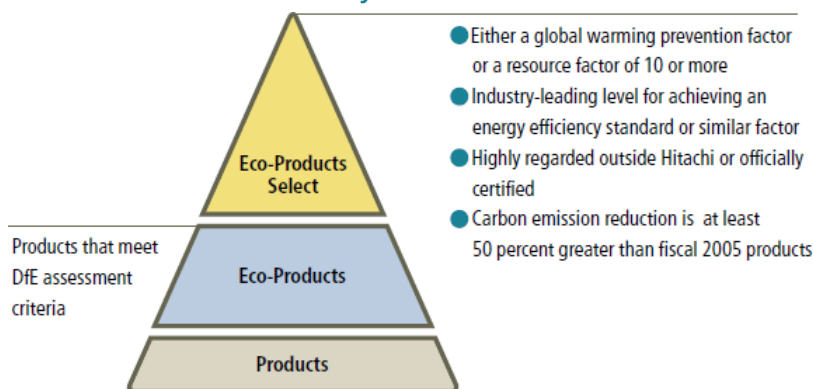 Either a global warming prevention factor
or a resource factor of 10 or more
Industry-leading level for achieving an
energy efficiency standard or similar factor
Highly regarded outside Hitachi or officially
certified
Carbon emission reduction is at least
50 percent greater than fiscal 2005 products
Eco-Products
Select
Products that meet
DfE assessment
criteria
Eco-Products
Products